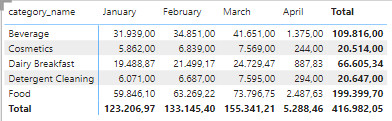 category_name January February March April Total
Beverage 31.939,00 34.851,00 41.651,00 1.375,00 109.816,00
Cosmetics 5.862,00 6.839,00 7.569,00 244,00 20.514,00
Dairy Breakfast 19.488,87 21.499,17 24.729,47 887,83 66.605,34
Detergent Cleaning 6.071,00 6.687,00 7.595,00 294,00 20.647,00
Food 59.846,10 63.269,22 73.796,75 2.487,63 199.399,70
Total 123.206,97 133.145,40 155.341,21 5.288,46 416.982,05